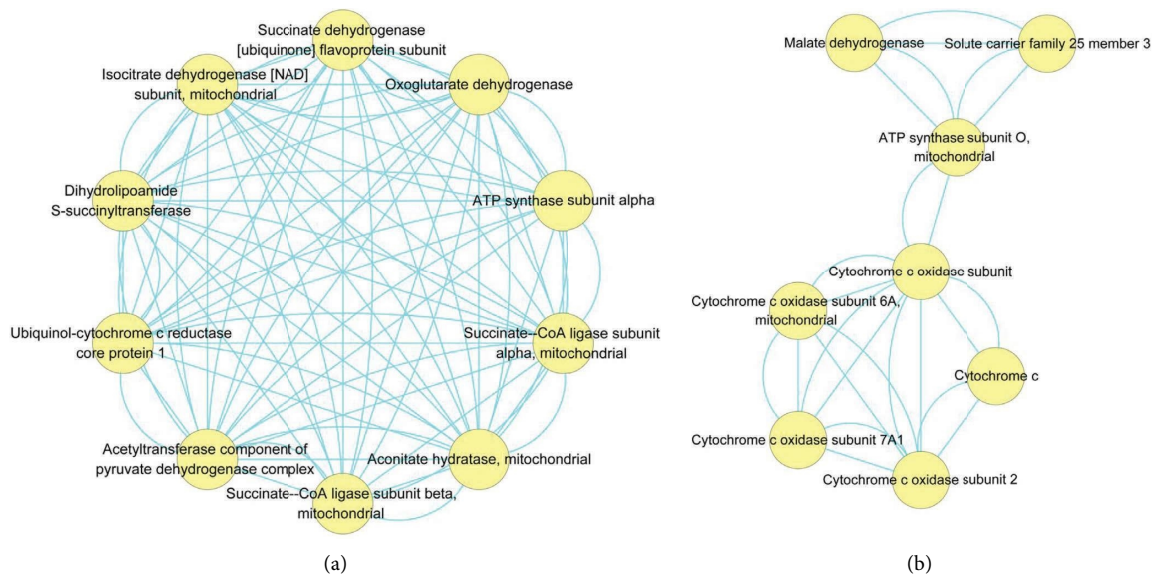 Succinate dehydrogenase
[ubiquinone] flavoprotein subunit
Isocitrate dehydrogenase [NAD]
subunit, mitochondrial
Oxoglutarate dehydrogenase
Dihydrolipoamide
S-succinyltransferase
ATP synthase subunit alpha
Ubiquinol-cytochrome c reductase
core protein 1
Succinate--CoA ligase subunit
alpha, mitochondrial
Acetyltransferase component of
pyruvate dehydrogenase complex
Aconitate hydratase, mitochondrial
Succinate--CoA ligase subunit beta,
mitochondrial
(a)
Malate dehydrogenase
Solute carrier family 25 member 3
ATP synthase subunit O,
mitochondrial
Cytochrome c oxidase subunit
Cytochrome c oxidase subunit 6A,
mitochondrial
Cytochrome c
Cytochrome c oxidase subunit 7A1
Cytochrome c oxidase subunit 2
(b)